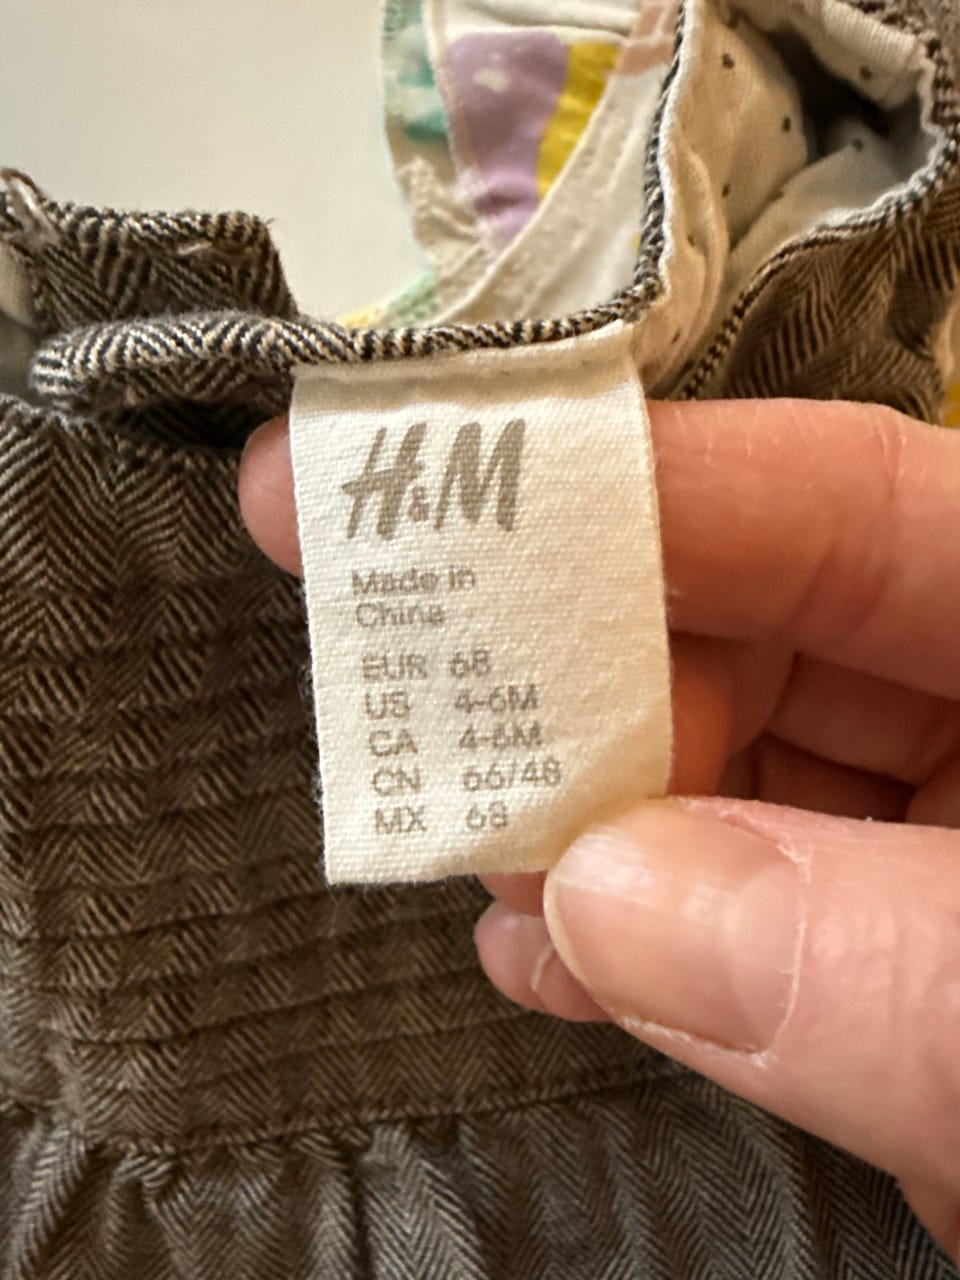 H&M
Made in
China
EUR 68
US 4-6M
CA 4-6M
CN 66/48
MX 68